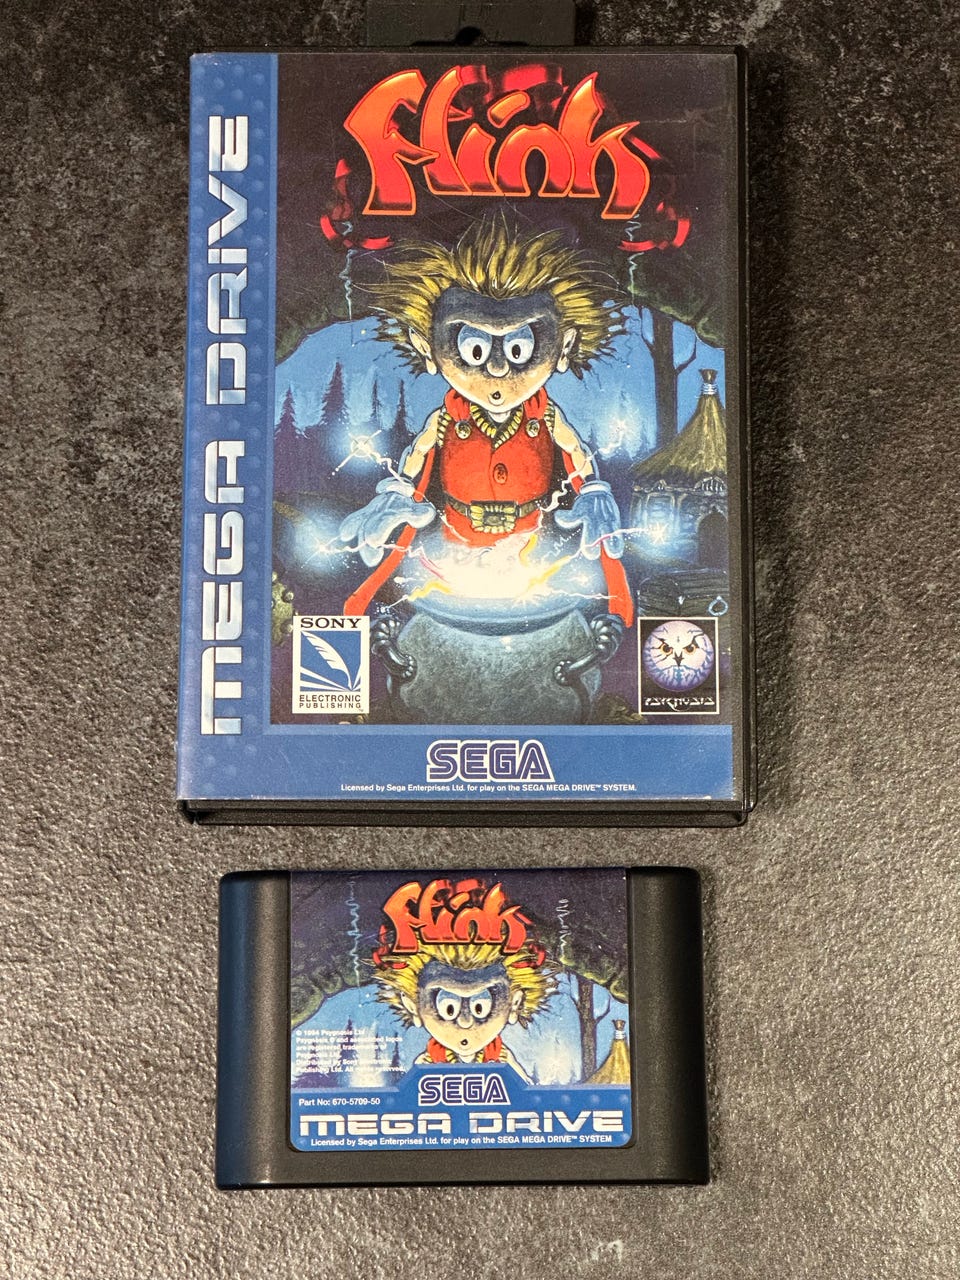 MEGA DRIVE
Flink
SONY
ELECTRONIC
PUBLISHING
PSYGNOSIS
SEGA
Licensed by Sega Enterprises Ltd. for play on the SEGA MEGA DRIVE™ SYSTEM.
Flink
© 1994 Psygnosis Ltd
Psygnosis ® and associated logos
are registered trademarks of
Psygnosis Ltd.
Distributed by Sony Electronic
Publishing Ltd. All rights reserved.
SEGA
Part No: 670-5709-50
MEGA DRIVE
Licensed by Sega Enterprises Ltd. for play on the SEGA MEGA DRIVE™ SYSTEM